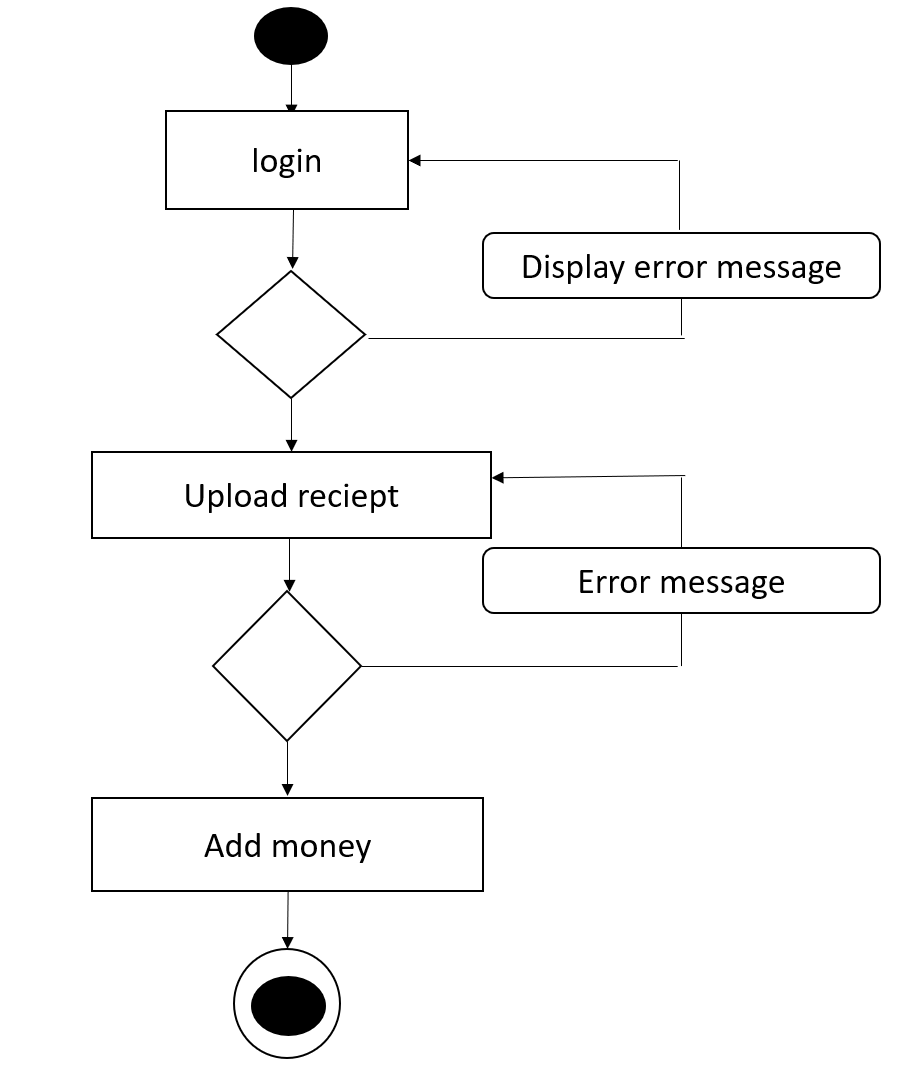 login
Display error message
Upload reciept
Error message
Add money